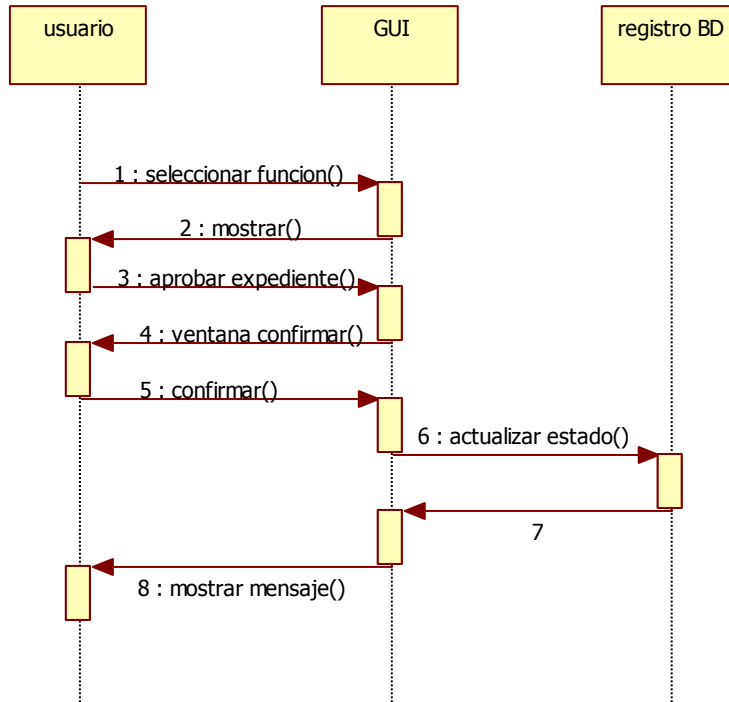 usuario
GUI
registro BD
1 : seleccionar funcion()
2 : mostrar()
3 : aprobar expediente()
4 : ventana confirmar()
5 : confirmar()
6 : actualizar estado()
7
8 : mostrar mensaje()